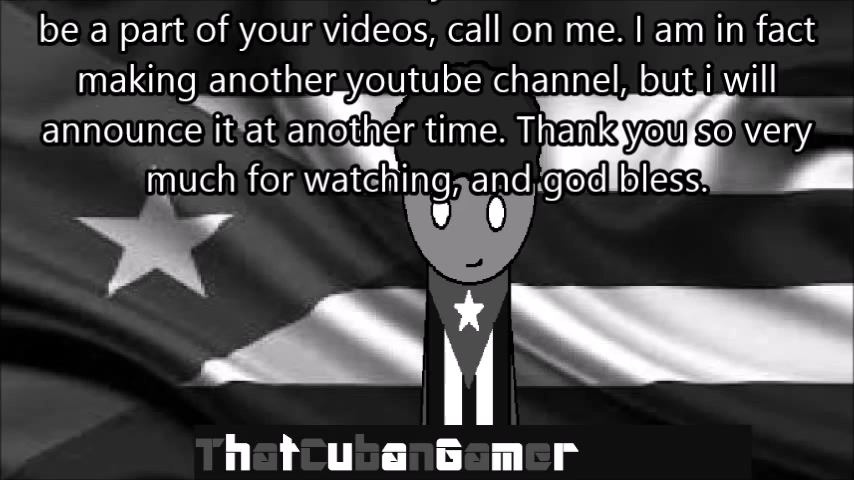 be a part of your videos, call on me. I am in fact
making another youtube channel, but i will
announce it at another time. Thank you so very
much for watching, and god bless.
ThatCubanGamer